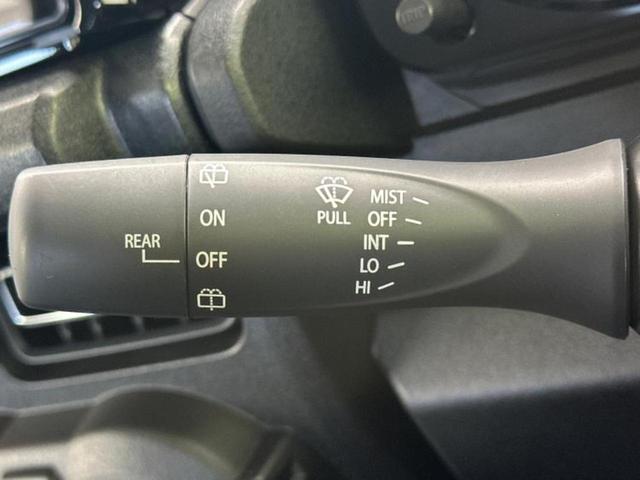 REAR
ON
OFF
PULL
MIST
OFF
INT
LO
HI